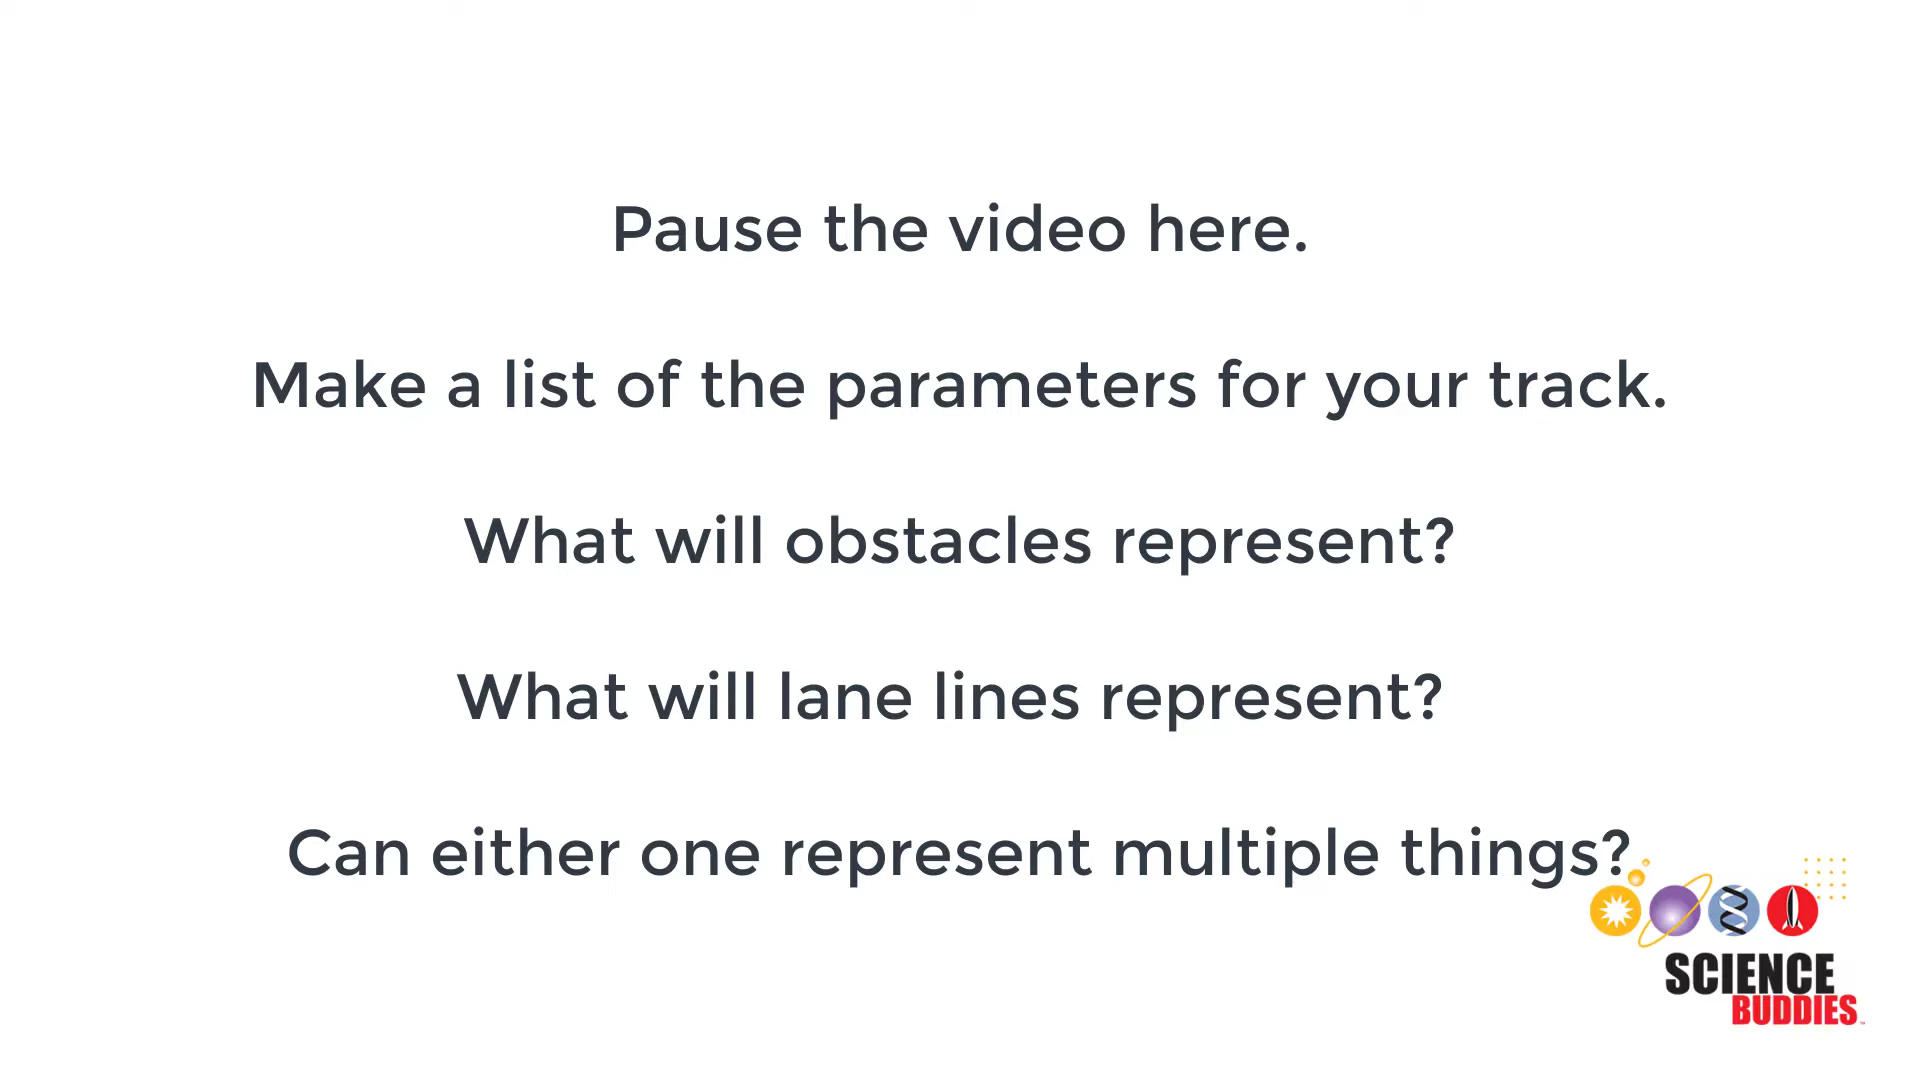 Pause the video here.
Make a list of the parameters for your track.
What will obstacles represent?
What will lane lines represent?
Can either one represent multiple things?
SCIENCE
BUDDIES